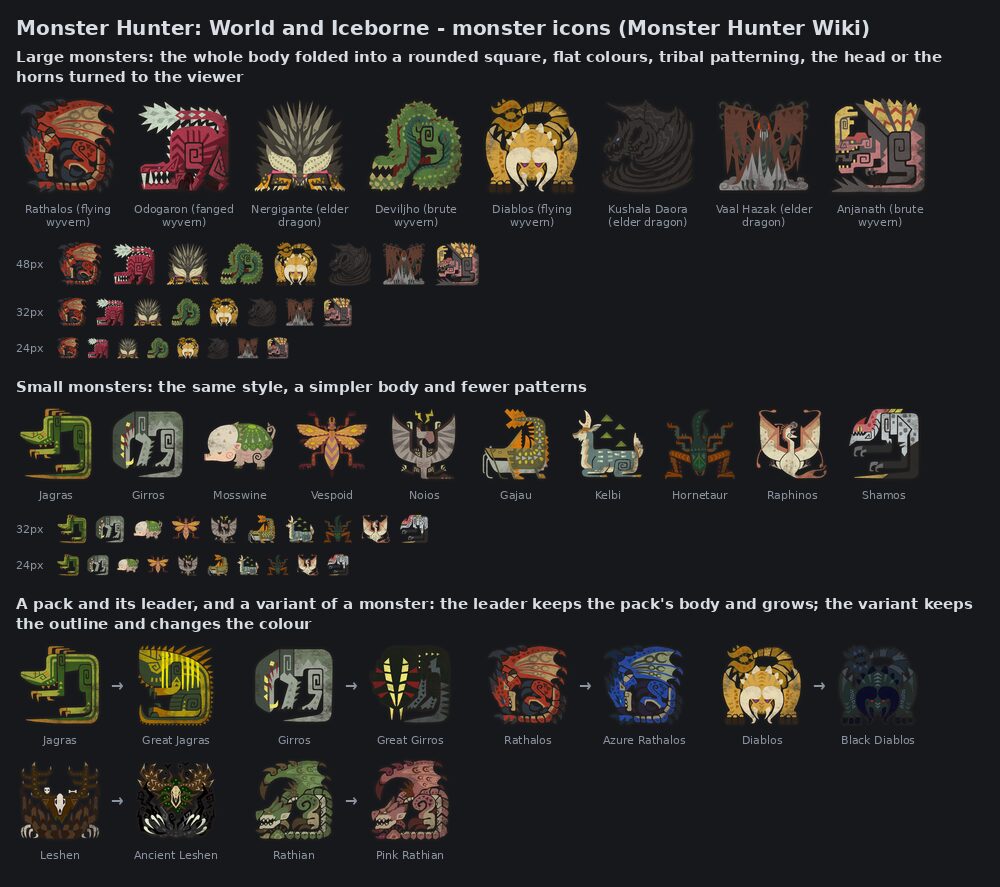 Monster Hunter: World and Iceborne - monster icons (Monster Hunter Wiki)
Large monsters: the whole body folded into a rounded square, flat colours, tribal patterning, the head or the
horns turned to the viewer
Rathalos (flying
wyvern)
Odogaron (fanged
wyvern)
Nergigante (elder
dragon)
Deviljho (brute
wyvern)
Diablos (flying
wyvern)
Kushala Daora
(elder dragon)
Vaal Hazak (elder
dragon)
Anjanath (brute
wyvern)
48px
32px
24px
Small monsters: the same style, a simpler body and fewer patterns
Jagras
Girros
Mosswine
Vespoid
Noios
Gajau
Kelbi
Hornetaur
Raphinos
Shamos
32px
24px
A pack and its leader, and a variant of a monster: the leader keeps the pack's body and grows; the variant keeps
the outline and changes the colour
Jagras
→
Great Jagras
Girros
→
Great Girros
Rathalos
→
Azure Rathalos
Diablos
→
Black Diablos
Leshen
→
Ancient Leshen
Rathian
→
Pink Rathian